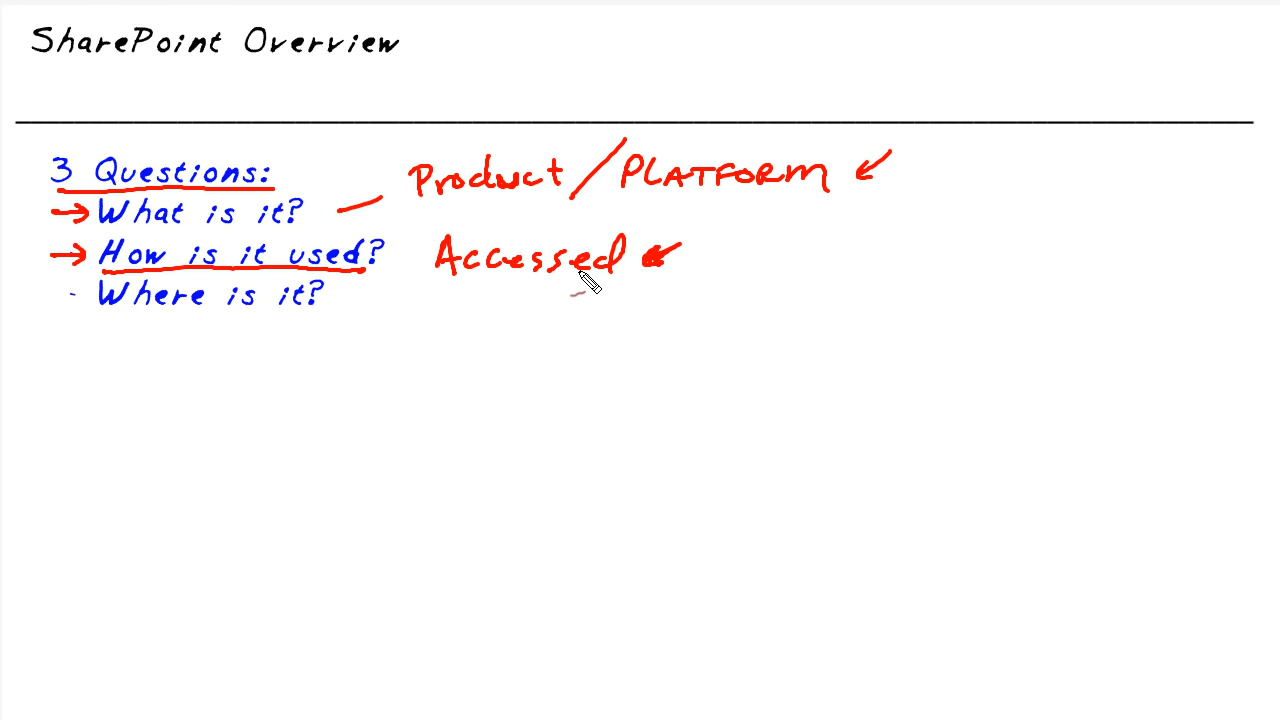 SharePoint Overview
3 Questions:
What is it? Product / PLATFORM
How is it used? Accessed
Where is it?